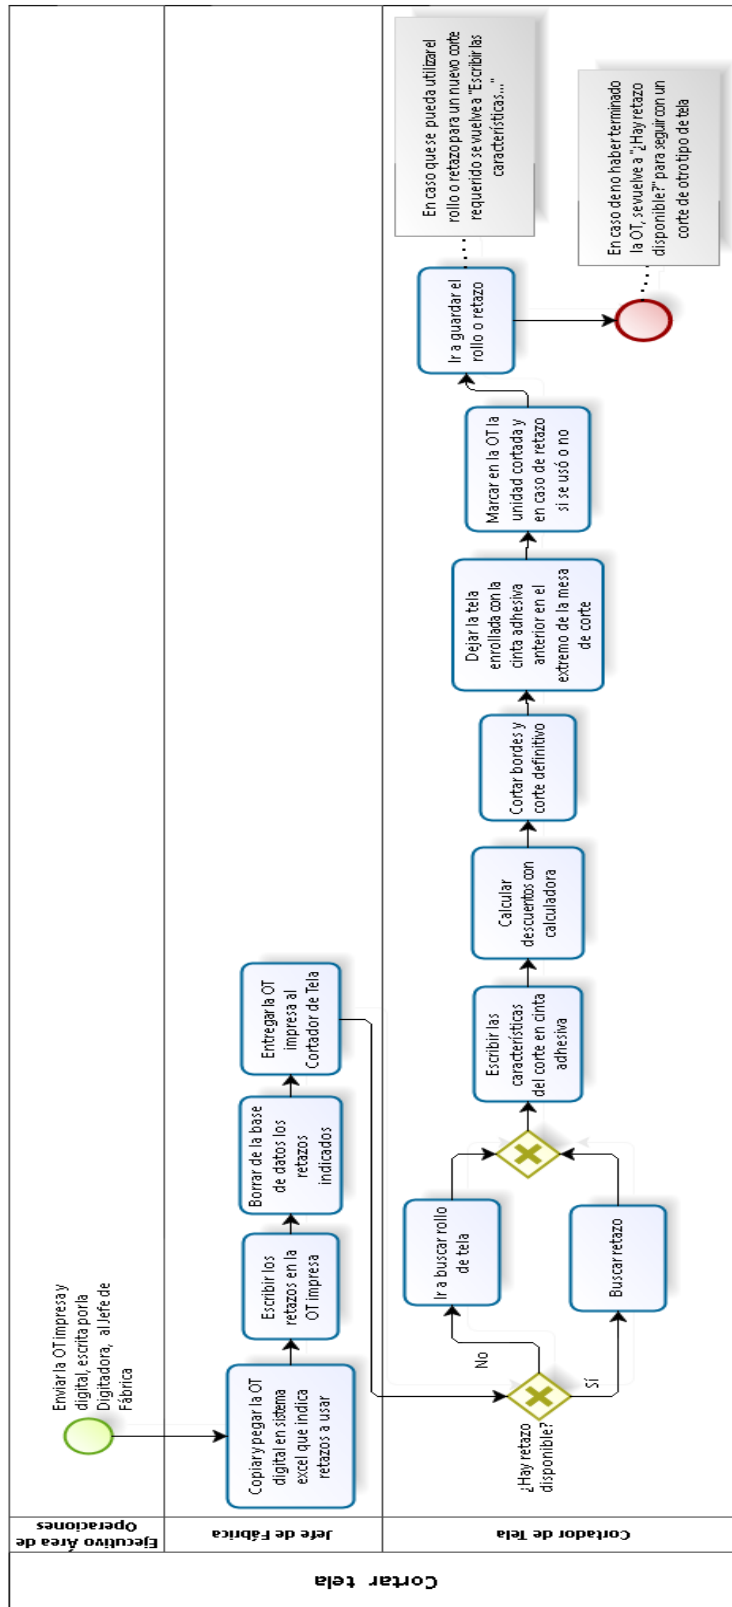 Cortar tela
Ejecutivo Área de
Operaciones
Enviar la OT impresa y
digital, escrita por la
Digitadora, al Jefe de
Fábrica
Jefe de Fábrica
Copiar y pegar la OT
digital en sistema
excel que indica
retazos a usar
Escribir los
retazos en la
OT impresa
Borrar de la base
de datos los
retazos
indicados
Entregar la OT
impresa al
Cortador de Tela
Cortador de Tela
¿Hay retazo
disponible?
No
Sí
Ir a buscar rollo
de tela
Buscar retazo
Escribir las
características
del corte en cinta
adhesiva
Calcular
descuentos con
calculadora
Cortar bordes y
corte definitivo
Dejar la tela
enrollada con la
cinta adhesiva
anterior en el
extremo de la mesa
de corte
Marcar en la OT la
unidad cortada y
en caso de retazo
si se usó o no
Ir a guardar el
rollo o retazo
En caso que se pueda utilizar el
rollo o retazo para un nuevo corte
requerido se vuelve a "Escribir las
características..."
En caso de no haber terminado
la OT, se vuelve a "¿Hay retazo
disponible?" para seguir con un
corte de otro tipo de tela